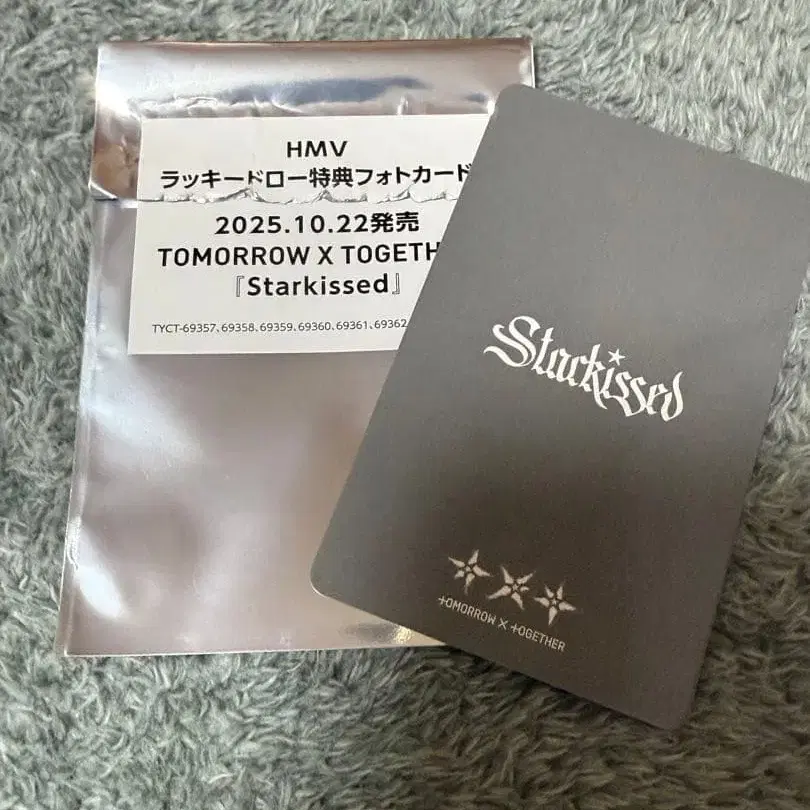 HMV
ラッキードロー特典フォトカード
2025.10.22発売
TOMORROW X TOGETH
『Starkissed』
TYCT-69357、69358、69359、69360、69361、69362
Starkissed
TOMORROW X TOGETHER